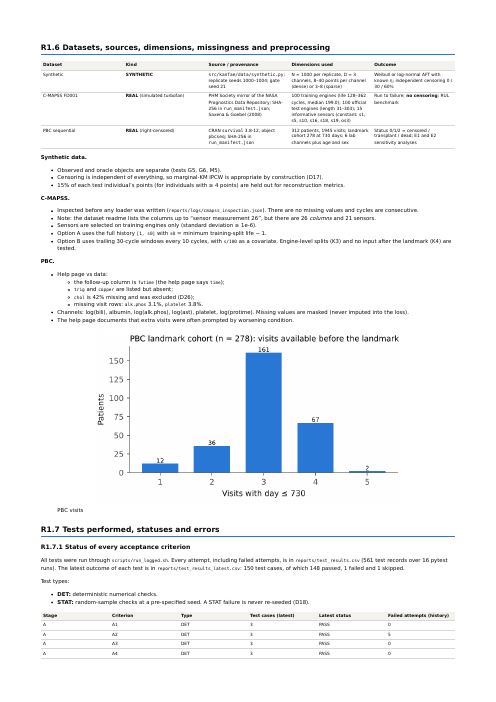 R1.6 Datasets, sources, dimensions, missingness and preprocessing
Dataset Kind Source / provenance Dimensions used Outcome
Synthetic SYNTHETIC src/kanfae/data/synthetic.py; N = 1000 per replicate, D = 3 Weibull or log-normal AFT with
replicate seeds 1000–1004; gate channels, 8–40 points per channel known η; independent censoring 0 /
seed 21 (dense) or 3–8 (sparse) 30 / 60%
C-MAPSS FD001 REAL (simulated turbofan) PHM Society mirror of the NASA 100 training engines (life 128–362 Run to failure; no censoring; RUL
Prognostics Data Repository; SHA- cycles, median 199.0); 100 official benchmark
256 in run_manifest.json; test engines (length 31–303); 15
Saxena & Goebel (2008) informative sensors (constant: s1,
s5, s10, s16, s18, s19, os3)
PBC sequential REAL (right-censored) CRAN survival 3.8-12, object 312 patients, 1945 visits; landmark Status 0/1/2 = censored /
pbcseq; SHA-256 in cohort 278 at 730 days; 6 lab transplant / dead; E1 and E2
run_manifest.json channels plus age and sex sensitivity analyses
Synthetic data.
• Observed and oracle objects are separate (tests G5, G6, M5).
• Censoring is independent of everything, so marginal-KM IPCW is appropriate by construction (D17).
• 15% of each test individual's points (for individuals with ≥ 4 points) are held out for reconstruction metrics.
C-MAPSS.
• Inspected before any loader was written (reports/logs/cmapss_inspection.json). There are no missing values and cycles are consecutive.
• Note: the dataset readme lists the columns up to "sensor measurement 26", but there are 26 columns and 21 sensors.
• Sensors are selected on training engines only (standard deviation ≥ 1e-6).
• Option A uses the full history (1, s0) with s0 = minimum training-split life − 1.
• Option B uses trailing 30-cycle windows every 10 cycles, with s/100 as a covariate. Engine-level splits (K3) and no input after the landmark (K4) are
tested.
PBC.
• Help page vs data:
◦ the follow-up column is futime (the help page says time);
◦ trig and copper are listed but absent;
◦ chol is 42% missing and was excluded (D26);
◦ missing visit rows: alk.phos 3.1%, platelet 3.8%.
• Channels: log(bili), albumin, log(alk.phos), log(ast), platelet, log(protime). Missing values are masked (never imputed into the loss).
• The help page documents that extra visits were often prompted by worsening condition.
PBC landmark cohort (n = 278): visits available before the landmark
Patients
150
125
100
75
50
25
0
12
36
161
67
2
1 2 3 4 5
Visits with day ≤ 730
PBC visits
R1.7 Tests performed, statuses and errors
R1.7.1 Status of every acceptance criterion
All tests were run through scripts/run_logged.sh. Every attempt, including failed attempts, is in reports/test_results.csv (561 test records over 16 pytest
runs). The latest outcome of each test is in reports/test_results_latest.csv: 150 test cases, of which 148 passed, 1 failed and 1 skipped.
Test types:
• DET: deterministic numerical checks.
• STAT: random-sample checks at a pre-specified seed. A STAT failure is never re-seeded (D18).
Stage Criterion Type Test cases (latest) Latest status Failed attempts (history)
A A1 DET 3 PASS 0
A A2 DET 3 PASS 5
A A3 DET 3 PASS 0
A A4 DET 3 PASS 0